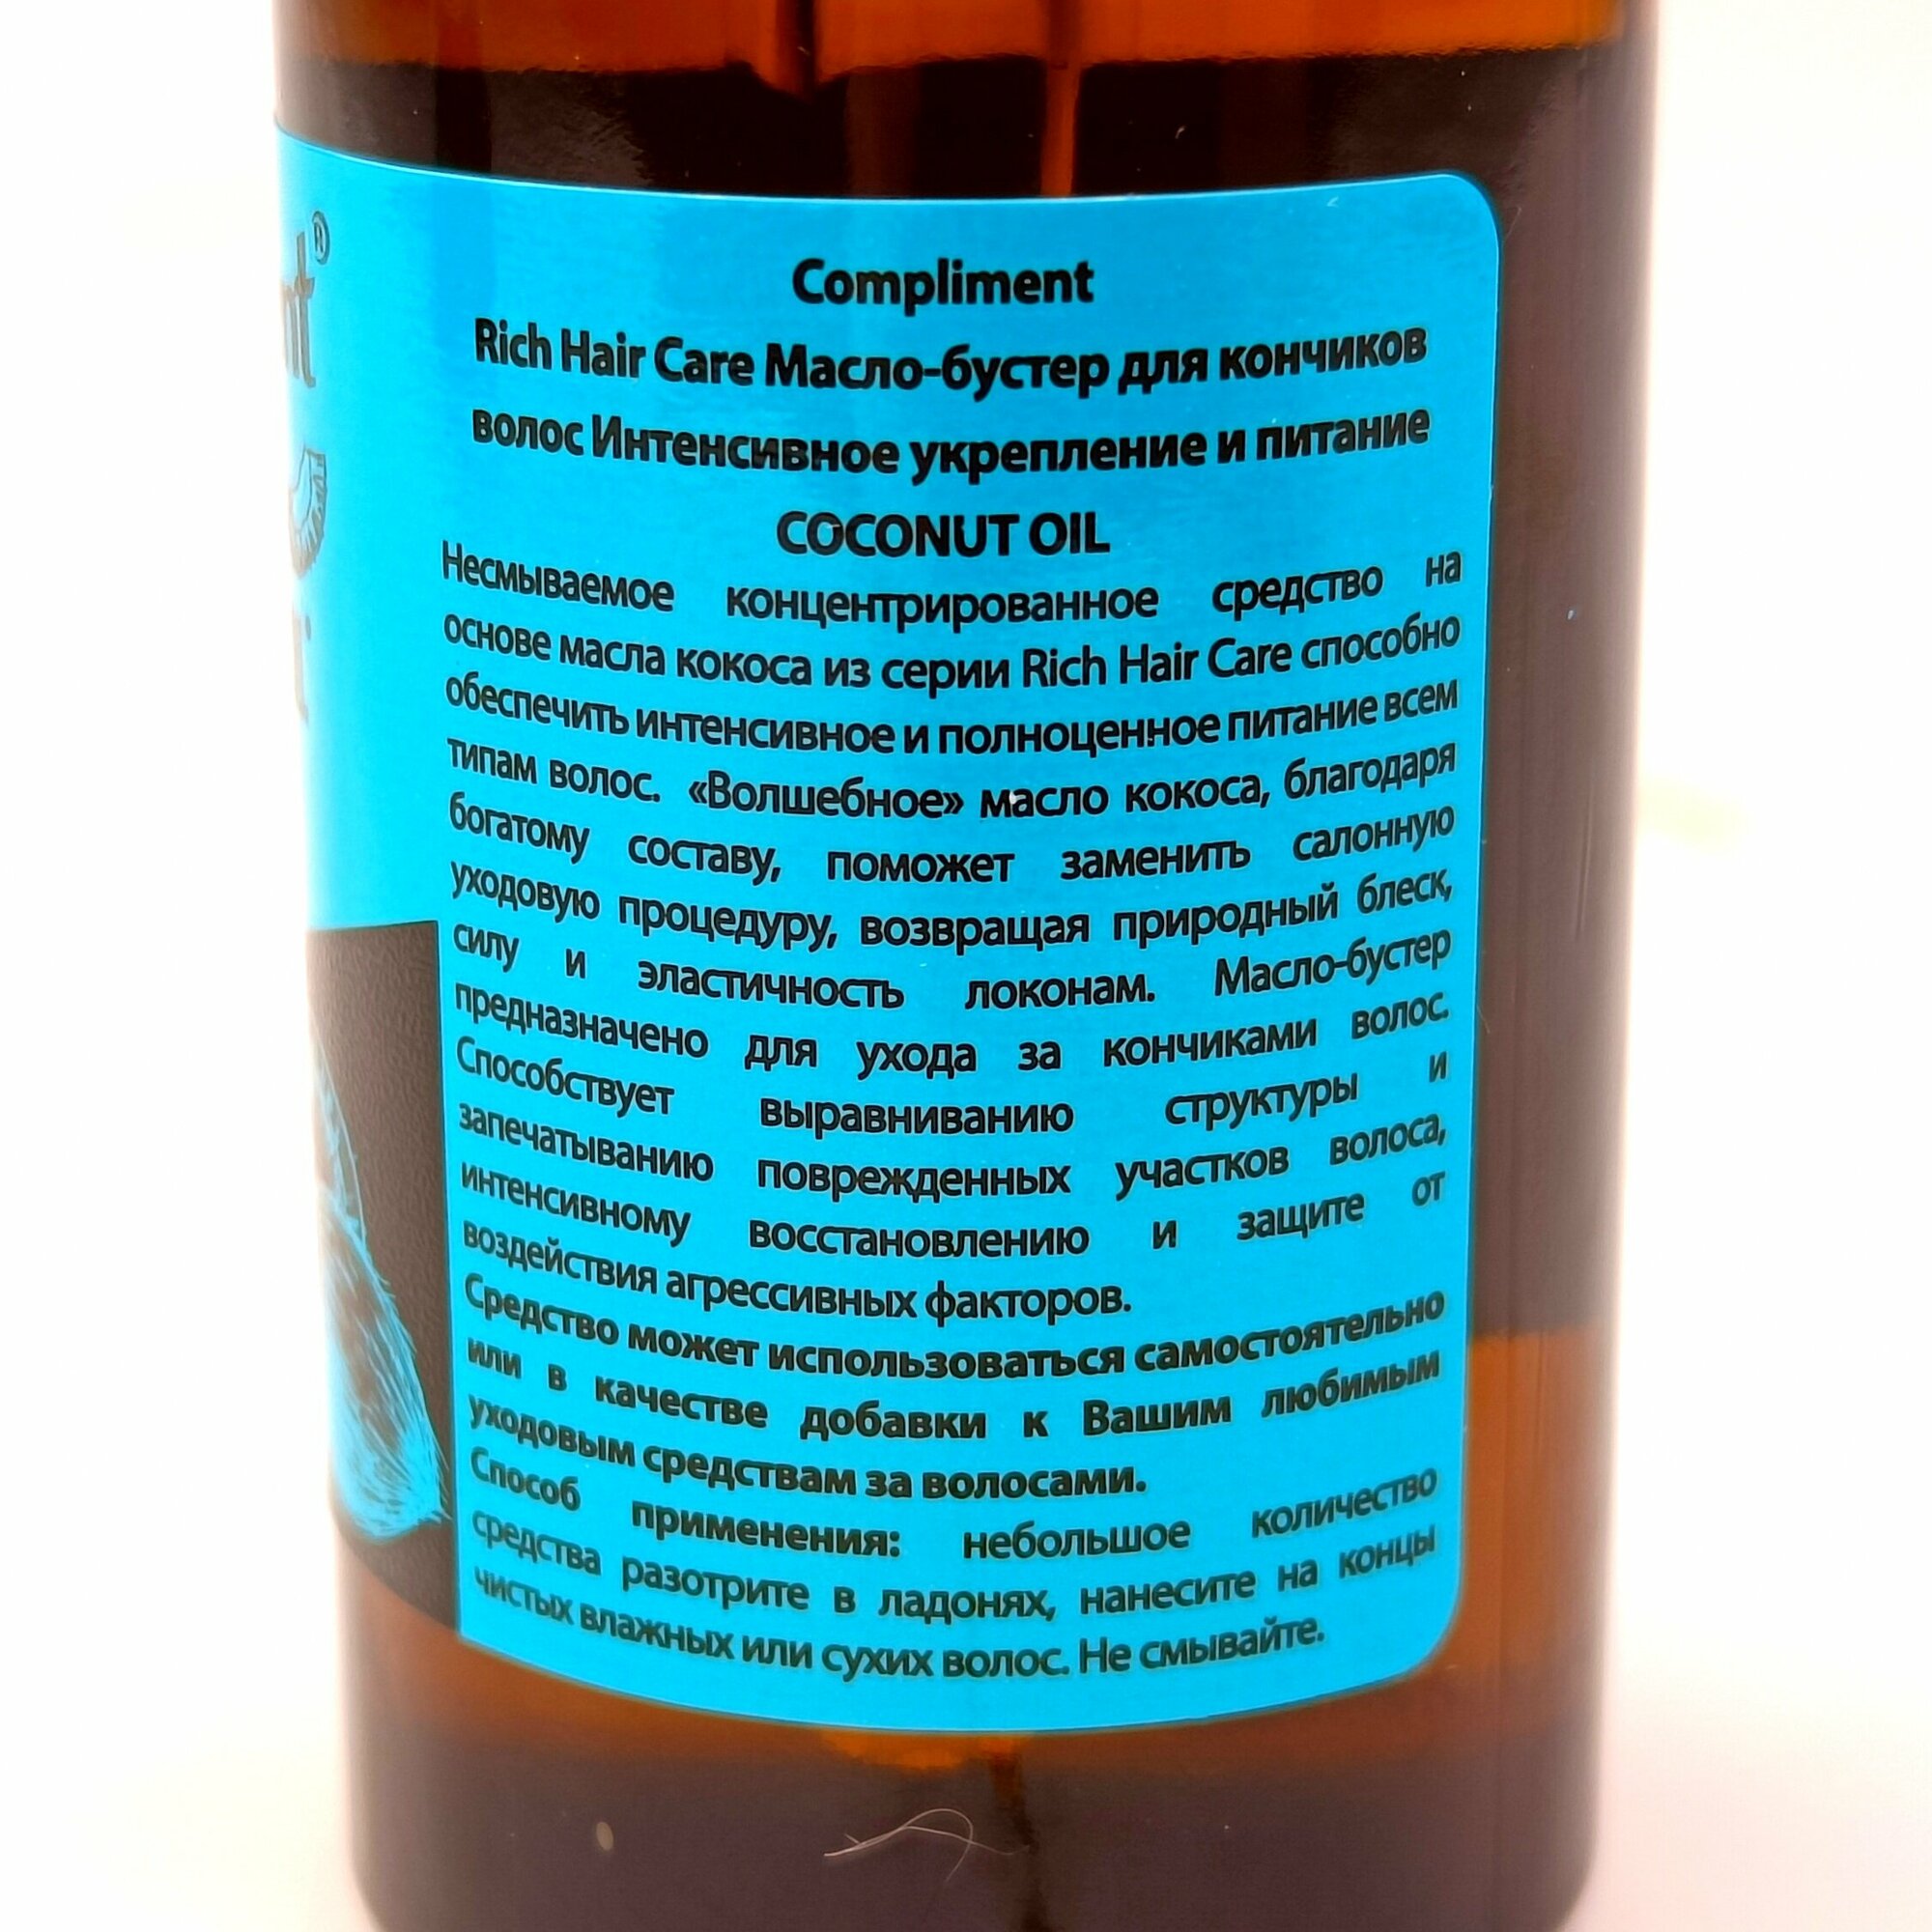 nt®
Compliment
Rich Hair Care Масло-бустер для кончиков
волос Интенсивное укрепление и питание
COCONUT OIL
Несмываемое концентрированное средство на
основе масла кокоса из серии Rich Hair Care способно
обеспечить интенсивное и полноценное питание всем
типам волос. «Волшебное» масло кокоса, благодаря
богатому составу, поможет заменить салонную
уходовую процедуру, возвращая природный блеск,
силу и эластичность локонам. Масло-бустер
предназначено для ухода за кончиками волос.
Способствует выравниванию структуры и
запечатыванию поврежденных участков волоса,
интенсивному восстановлению и защите от
воздействия агрессивных факторов.
Средство может использоваться самостоятельно
или в качестве добавки к Вашим любимым
уходовым средствам за волосами.
Способ применения: небольшое количество
средства разотрите в ладонях, нанесите на концы
чистых влажных или сухих волос. Не смывайте.